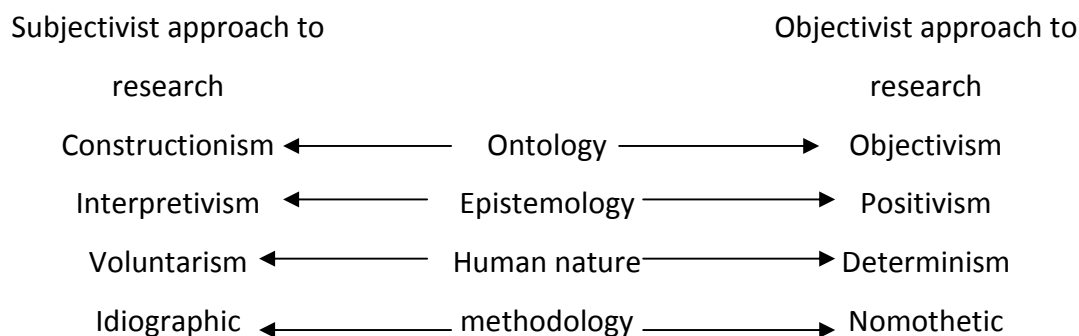 Subjectivist approach to Objectivist approach to
research research
Constructionism Ontology Objectivism
Interpretivism Epistemology Positivism
Voluntarism Human nature Determinism
Idiographic methodology Nomothetic